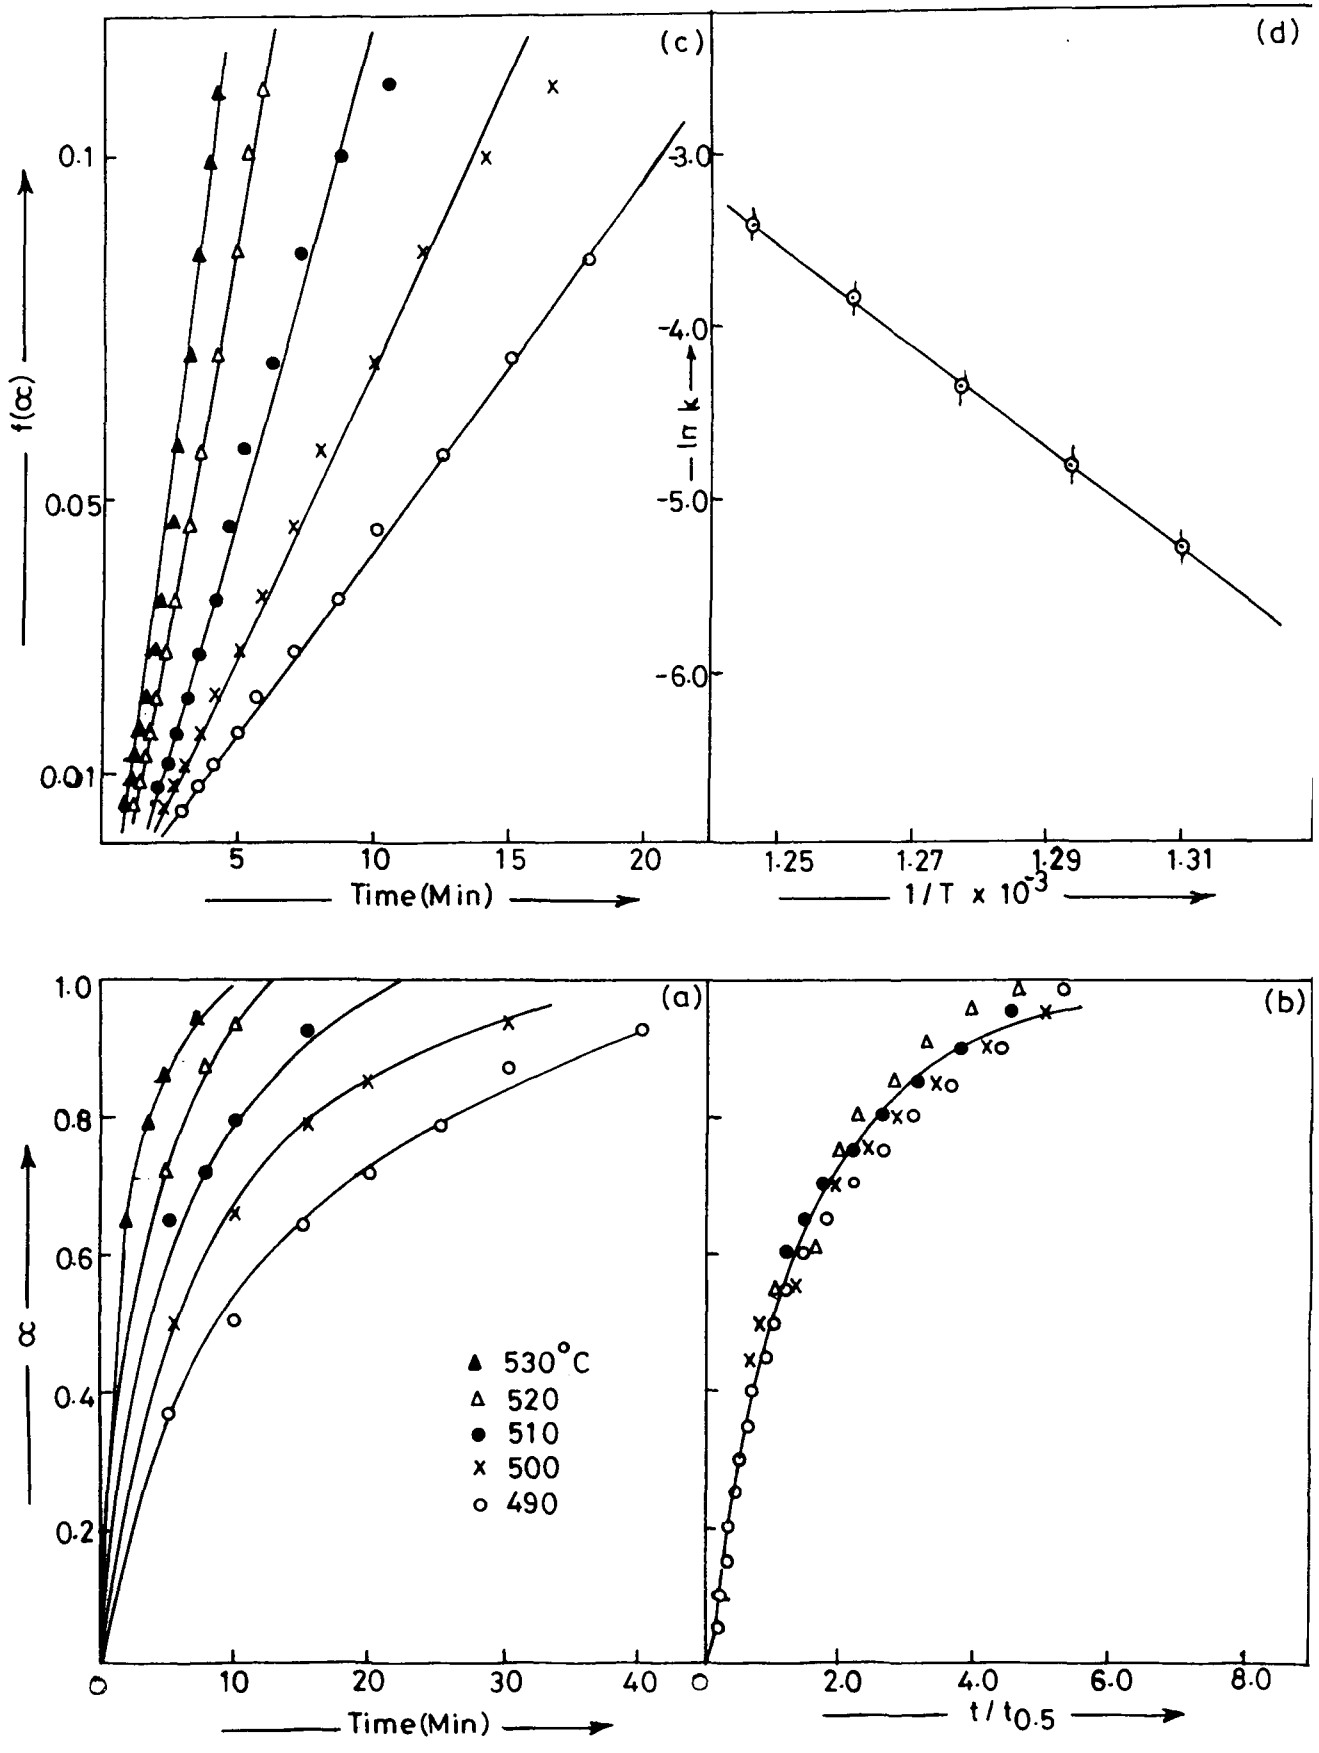 (c)
0.1
0.05
0.01
f(α)
5 10 15 20
Time(Min)
(d)
-3.0
-4.0
-5.0
-6.0
ln k
1.25 1.27 1.29 1.31
1/T x 10⁻³
(a)
1.0
0.8
0.6
0.4
0.2
α
▲ 530°C
△ 520
● 510
x 500
○ 490
0 10 20 30 40
Time(Min)
(b)
0 2.0 4.0 6.0 8.0
t/t0.5